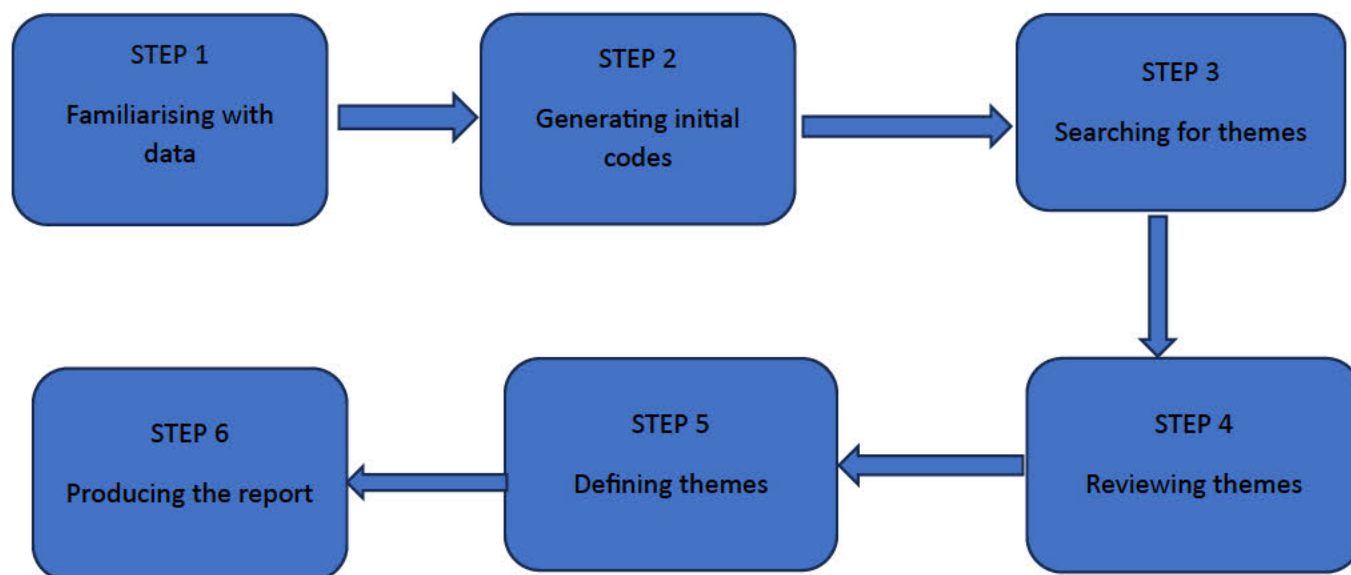 STEP 1
Familiarising with
data
STEP 2
Generating initial
codes
STEP 3
Searching for themes
STEP 4
Reviewing themes
STEP 5
Defining themes
STEP 6
Producing the report